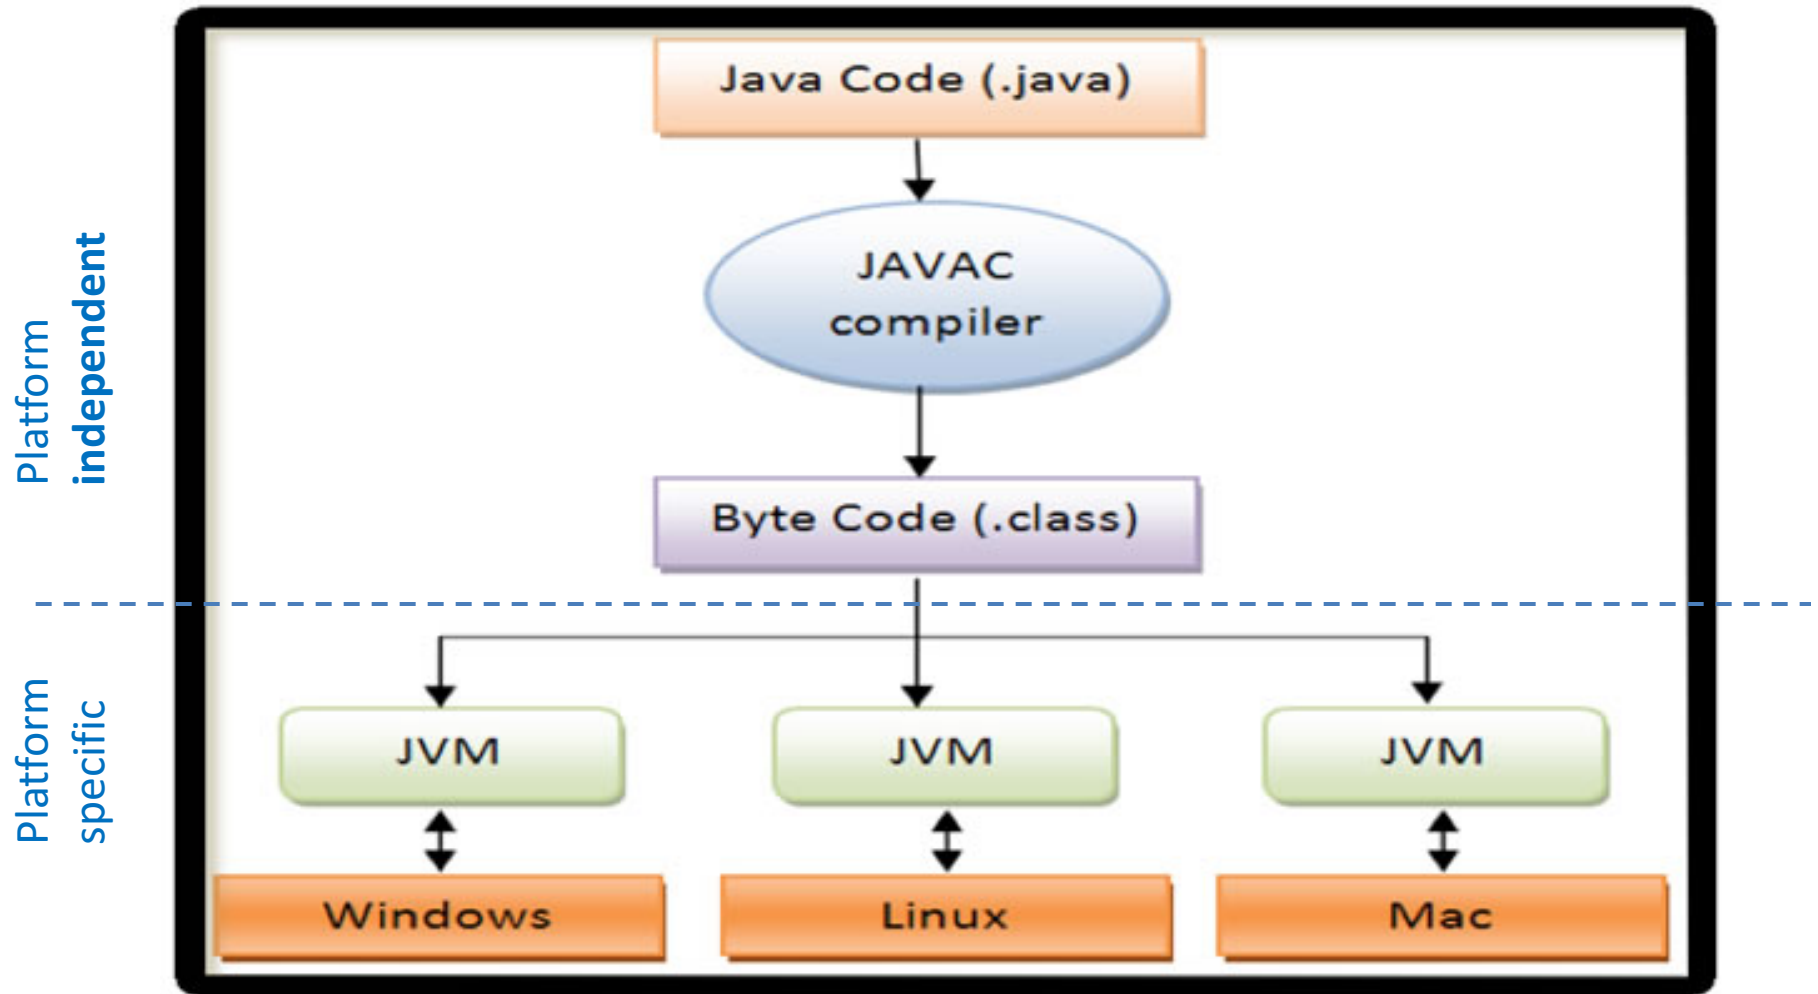 Java Code (.java)
JAVAC
compiler
Platform
independent
Byte Code (.class)
Platform
specific
JVM
JVM
JVM
Windows
Linux
Mac